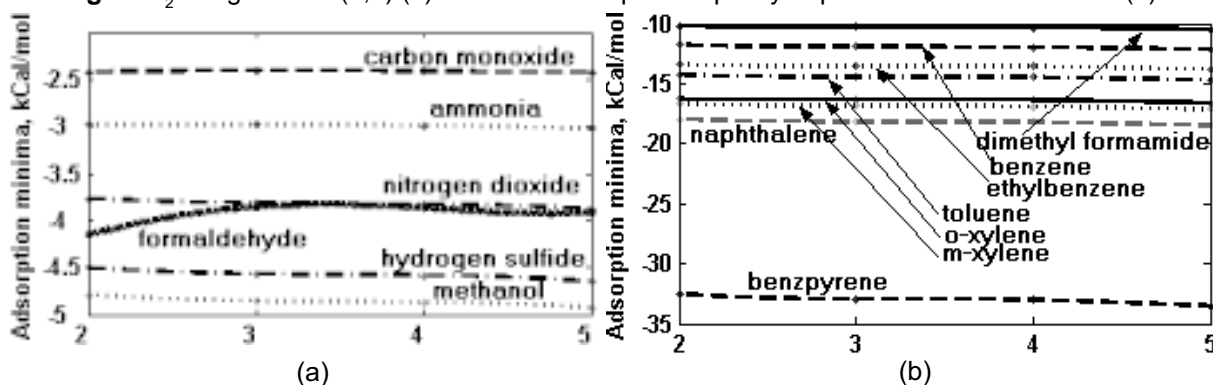 Adsorption minima, kCal/mol
-2.5
-3
-3.5
-4
-4.5
-5
carbon monoxide
ammonia
nitrogen dioxide
formaldehyde
hydrogen sulfide
methanol
2 3 4 5
(a)
Adsorption minima, kCal/mol
-10
-15
-20
-25
-30
-35
naphthalene
dimethyl formamide
benzene
ethylbenzene
toluene
o-xylene
m-xylene
benzpyrene
2 3 4 5
(b)